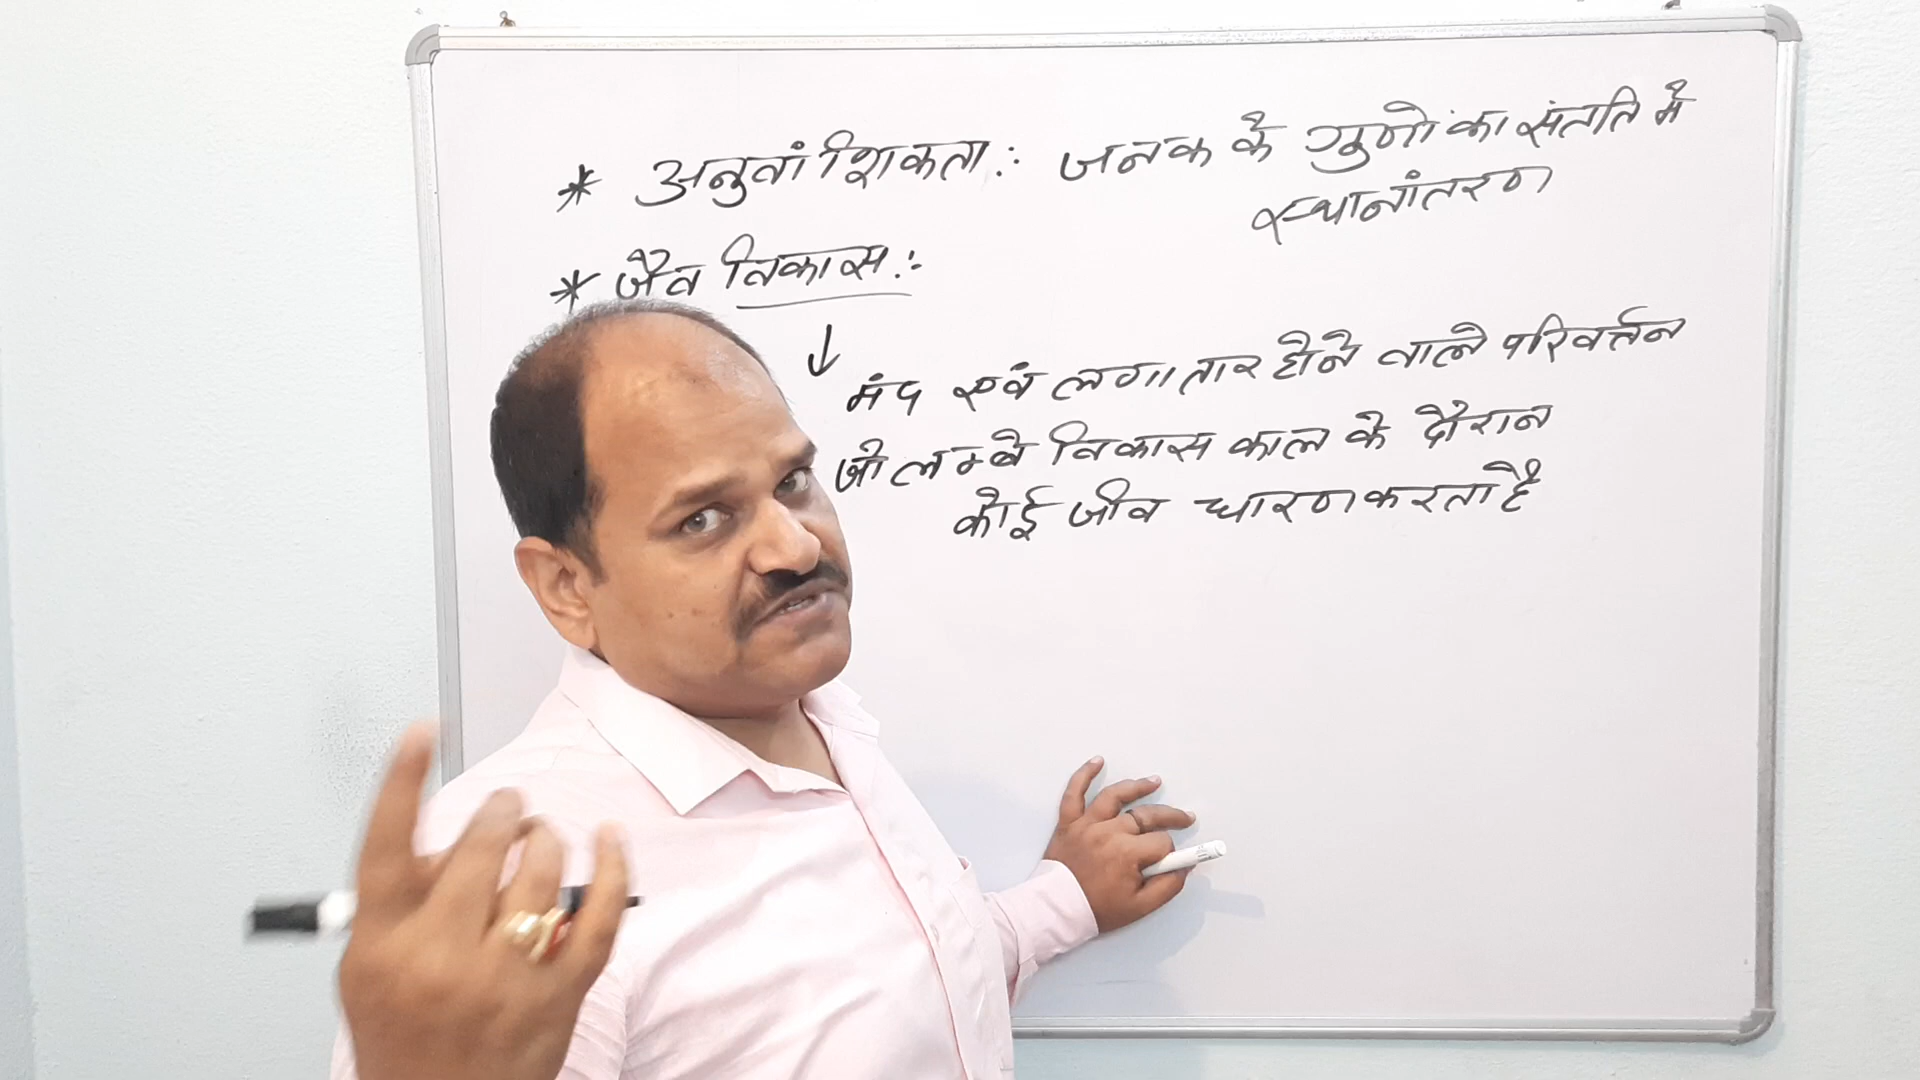 * अनुवांशिकता:- जनक के गुणों का संतति में
स्थानांतरण
* जैव विकास:-
↓
मंद एवं लगातार होने वाले परिवर्तन
जो लम्बे विकास काल के दौरान
कोई जीव धारण करता है